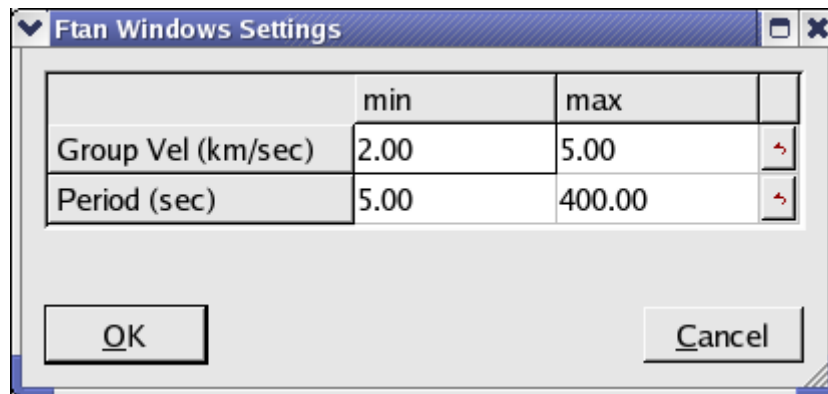 Ftan Windows Settings
min max
Group Vel (km/sec) 2.00 5.00
Period (sec) 5.00 400.00
OK Cancel